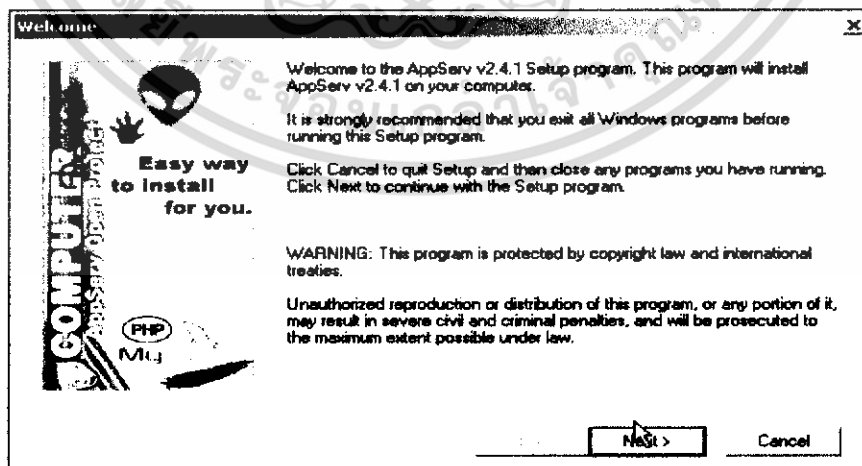 Welcome
Welcome to the AppServ v2.4.1 Setup program. This program will install
AppServ v2.4.1 on your computer.
It is strongly recommended that you exit all Windows programs before
running this Setup program.
Click Cancel to quit Setup and then close any programs you have running.
Click Next to continue with the Setup program.
WARNING: This program is protected by copyright law and international
treaties.
Unauthorized reproduction or distribution of this program, or any portion of it,
may result in severe civil and criminal penalties, and will be prosecuted to
the maximum extent possible under law.
Easy way
to install
for you.
COMPUTER
AppServ Open Project
PHP
My
Next >
Cancel